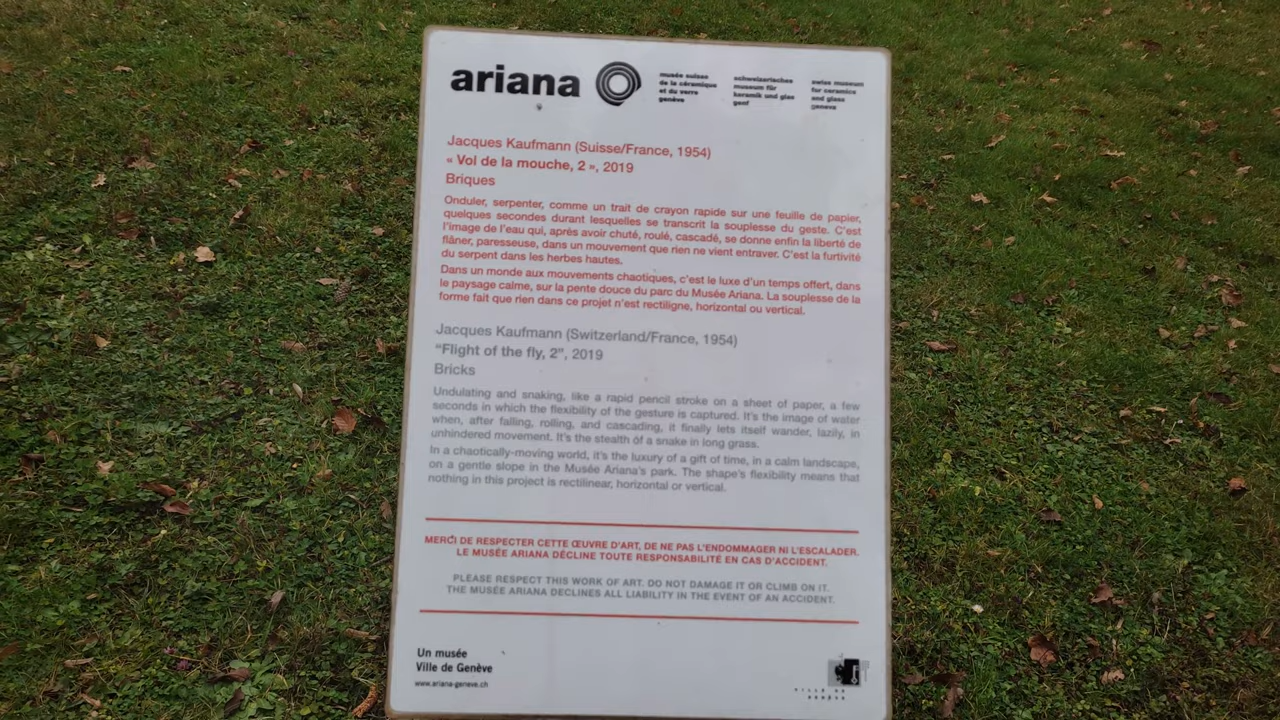 ariana
musée suisse
de la céramique
et du verre
genève
schweizerisches
museum für
keramik und glas
genf
swiss museum
for ceramics
and glass
geneva
Jacques Kaufmann (Suisse/France, 1954)
« Vol de la mouche, 2 », 2019
Briques
Onduler, serpenter, comme un trait de crayon rapide sur une feuille de papier,
quelques secondes durant lesquelles se transcrit la souplesse du geste. C'est
l'image de l'eau qui, après avoir chuté, roulé, cascadé, se donne enfin la liberté de
flâner, paresseuse, dans un mouvement que rien ne vient entraver. C'est la furtivité
du serpent dans les herbes hautes.
Dans un monde aux mouvements chaotiques, c'est le luxe d'un temps offert, dans
le paysage calme, sur la pente douce du parc du Musée Ariana. La souplesse de la
forme fait que rien dans ce projet n'est rectiligne, horizontal ou vertical.
Jacques Kaufmann (Switzerland/France, 1954)
"Flight of the fly, 2", 2019
Bricks
Undulating and snaking, like a rapid pencil stroke on a sheet of paper, a few
seconds in which the flexibility of the gesture is captured. It's the image of water
when, after falling, rolling, and cascading, it finally lets itself wander, lazily, in
unhindered movement. It's the stealth of a snake in long grass.
In a chaotically-moving world, it's the luxury of a gift of time, in a calm landscape,
on a gentle slope in the Musée Ariana's park. The shape's flexibility means that
nothing in this project is rectilinear, horizontal or vertical.
MERCI DE RESPECTER CETTE ŒUVRE D'ART, DE NE PAS L'ENDOMMAGER NI L'ESCALADER.
LE MUSÉE ARIANA DÉCLINE TOUTE RESPONSABILITÉ EN CAS D'ACCIDENT.
PLEASE RESPECT THIS WORK OF ART. DO NOT DAMAGE IT OR CLIMB ON IT.
THE MUSÉE ARIANA DECLINES ALL LIABILITY IN THE EVENT OF AN ACCIDENT.
Un musée
Ville de Genève
www.ariana-geneve.ch
VILLE DE
GENÈVE